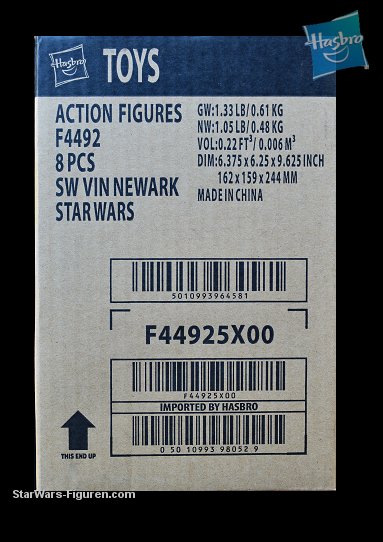 Hasbro
Hasbro TOYS
ACTION FIGURES
F4492
8 PCS
SW VIN NEWARK
STAR WARS
GW:1.33 LB/0.61 KG
NW:1.05 LB/0.48 KG
VOL:0.22 FT³/ 0.006 M³
DIM:6.375 x 6.25 x 9.625 INCH
162 x 159 x 244 MM
MADE IN CHINA
5010993964581
F44925X00
F44925X00
IMPORTED BY HASBRO
0 50 10993 98052 9
THIS END UP
StarWars-Figuren.com